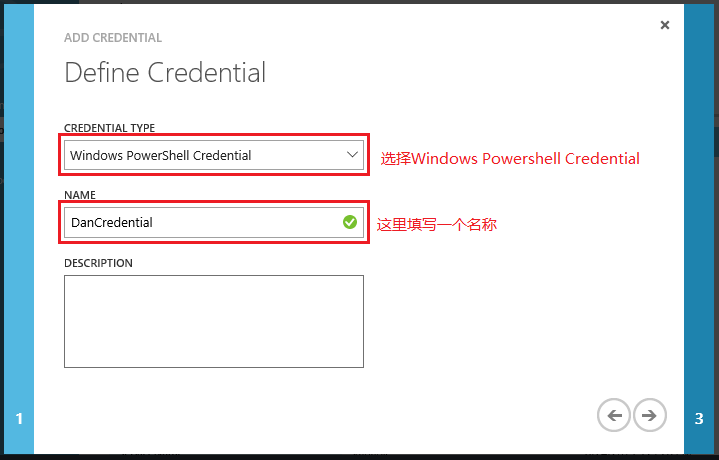 ADD CREDENTIAL
Define Credential
CREDENTIAL TYPE
Windows PowerShell Credential
选择Windows Powershell Credential
NAME
DanCredential
这里填写一个名称
DESCRIPTION
1
3